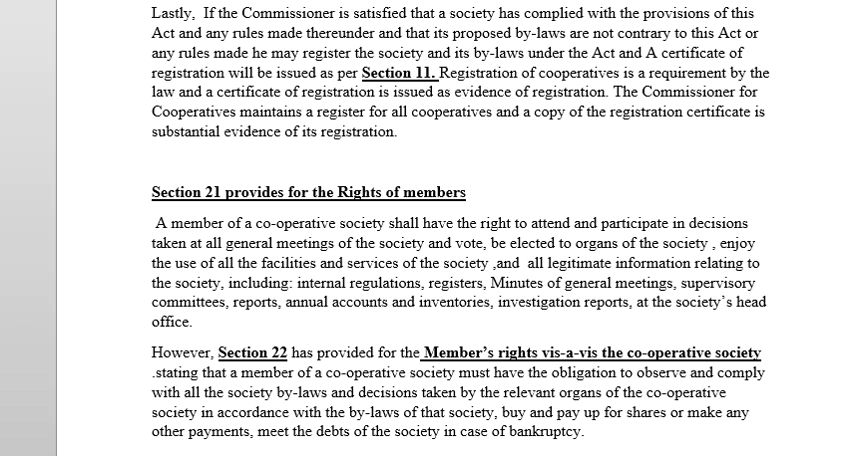 Lastly,  If the Commissioner is satisfied that a society has complied with the provisions of this
Act and any rules made thereunder and that its proposed by-laws are not contrary to this Act or
any rules made he may register the society and its by-laws under the Act and A certificate of
registration will be issued as per Section 11. Registration of cooperatives is a requirement by the
law and a certificate of registration is issued as evidence of registration. The Commissioner for
Cooperatives maintains a register for all cooperatives and a copy of the registration certificate is
substantial evidence of its registration.
Section 21 provides for the Rights of members
A member of a co-operative society shall have the right to attend and participate in decisions
taken at all general meetings of the society and vote, be elected to organs of the society , enjoy
the use of all the facilities and services of the society ,and  all legitimate information relating to
the society, including: internal regulations, registers, Minutes of general meetings, supervisory
committees, reports, annual accounts and inventories, investigation reports, at the society’s head
office.
However, Section 22 has provided for the Member’s rights vis-a-vis the co-operative society
.stating that a member of a co-operative society must have the obligation to observe and comply
with all the society by-laws and decisions taken by the relevant organs of the co-operative
society in accordance with the by-laws of that society, buy and pay up for shares or make any
other payments, meet the debts of the society in case of bankruptcy.